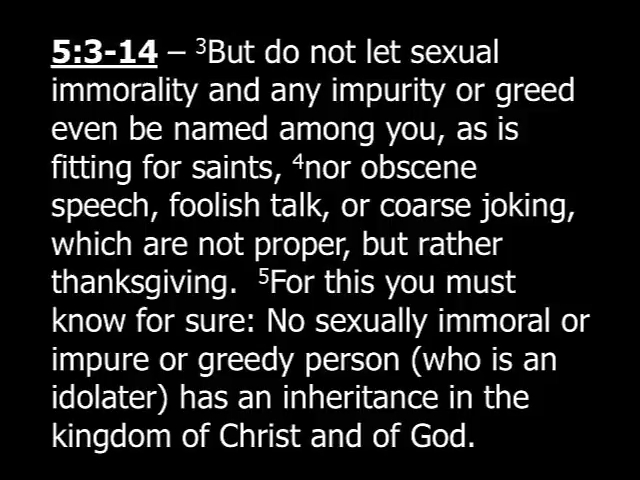 5:3-14 – ³But do not let sexual
immorality and any impurity or greed
even be named among you, as is
fitting for saints, ⁴nor obscene
speech, foolish talk, or coarse joking,
which are not proper, but rather
thanksgiving.  ⁵For this you must
know for sure: No sexually immoral or
impure or greedy person (who is an
idolater) has an inheritance in the
kingdom of Christ and of God.